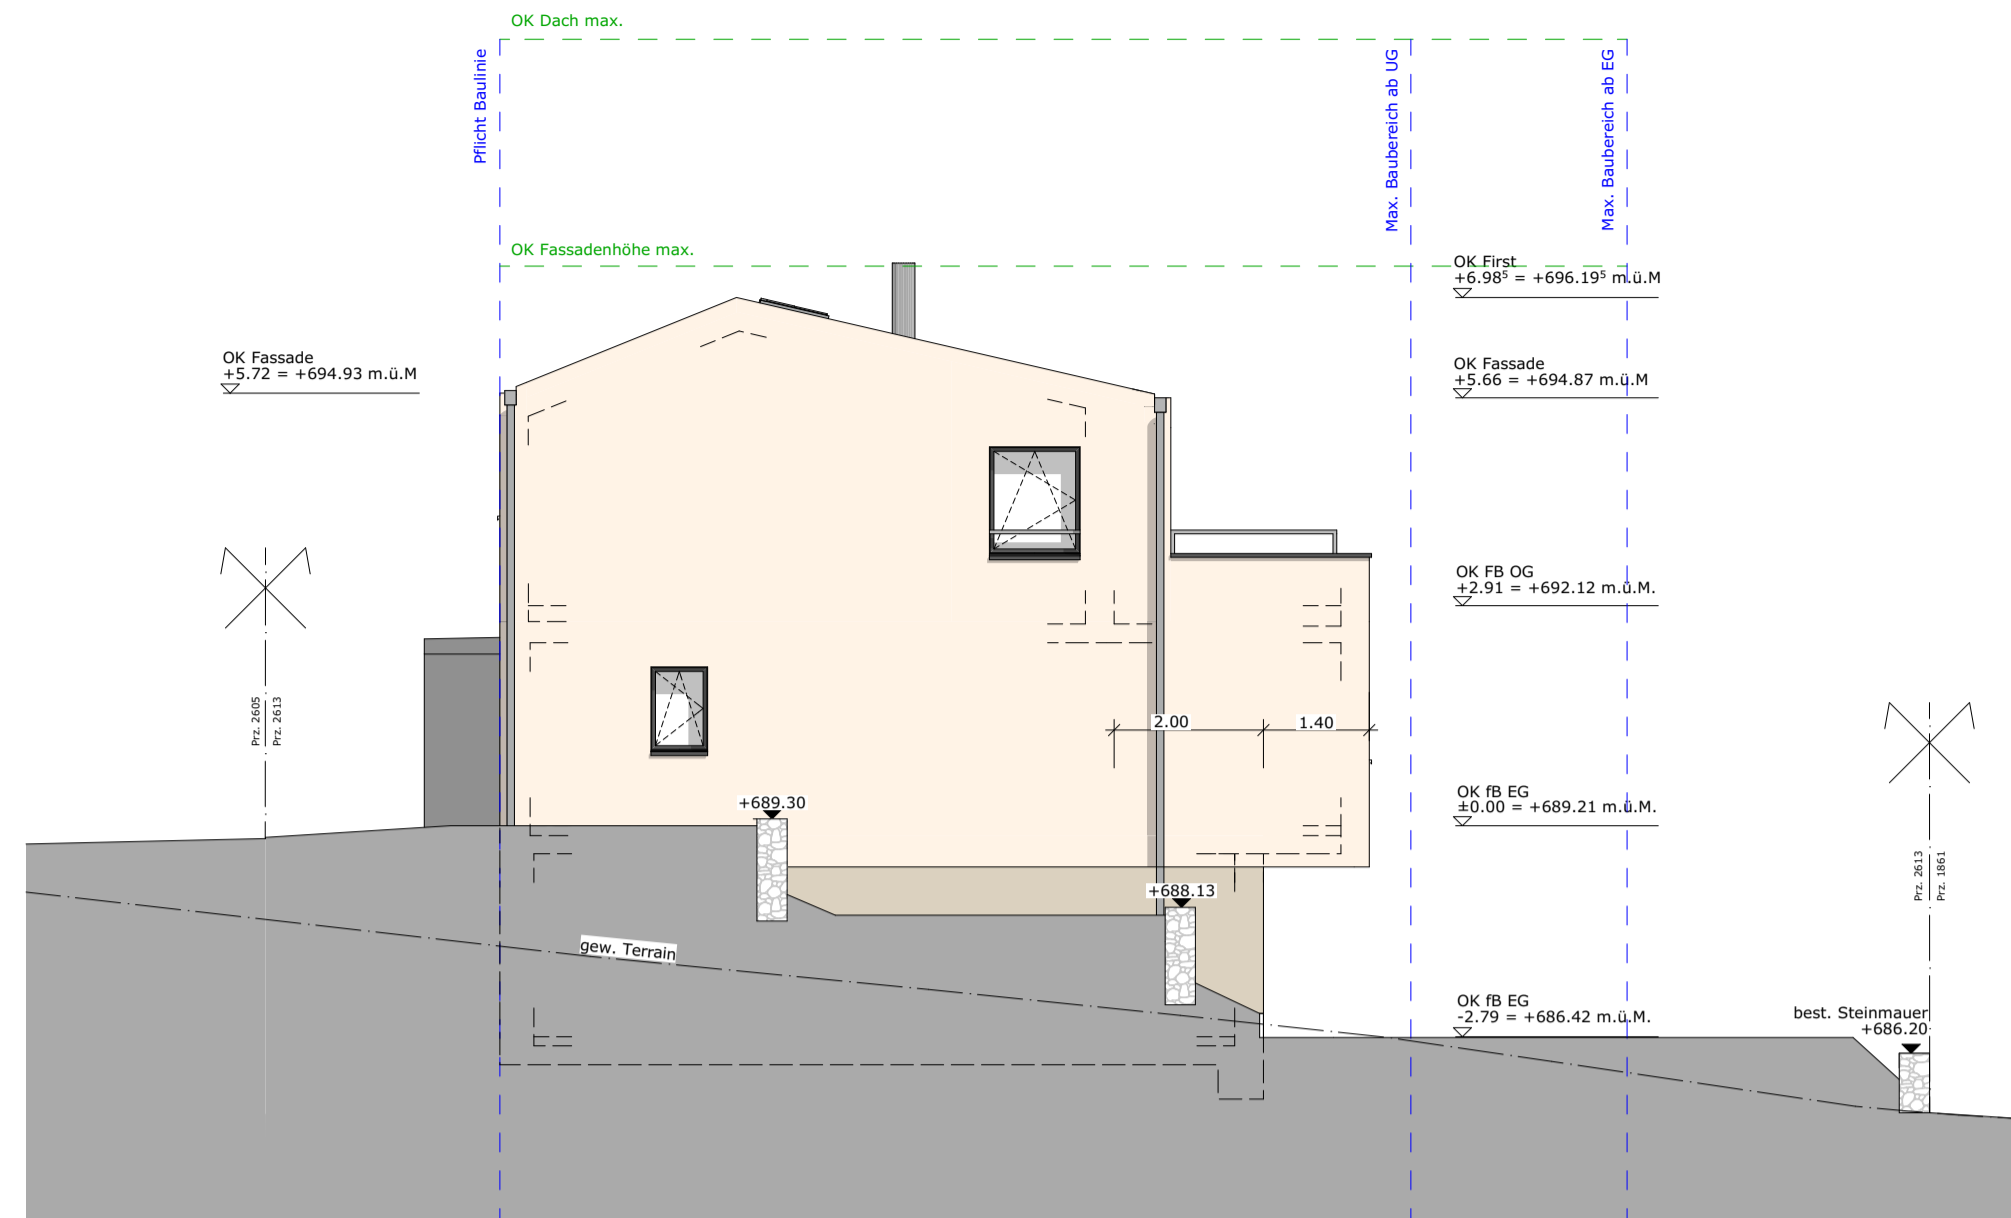 OK Dach max.
Pflicht Baulinie
Max. Baubereich ab UG
Max. Baubereich ab EG
OK Fassadenhöhe max.
OK First
+6.98⁵ = +696.19⁵ m.ü.M
OK Fassade
+5.72 = +694.93 m.ü.M
OK Fassade
+5.66 = +694.87 m.ü.M
OK FB OG
+2.91 = +692.12 m.ü.M.
Prz. 2605
Prz. 2613
2.00
1.40
+689.30
OK fB EG
±0.00 = +689.21 m.ü.M.
+688.13
Prz. 2613
Prz. 1861
gew. Terrain
OK fB EG
-2.79 = +686.42 m.ü.M.
best. Steinmauer
+686.20